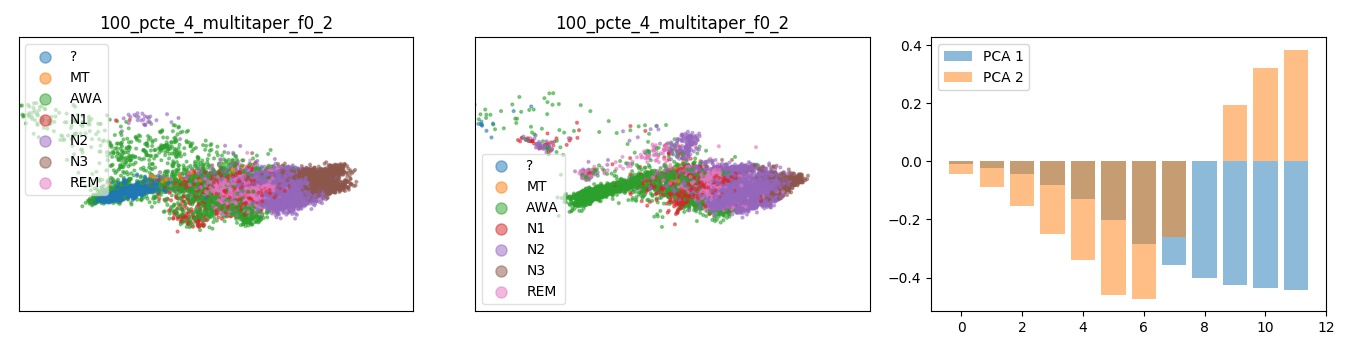 100_pcte_4_multitaper_f0_2
?
MT
AWA
N1
N2
N3
REM
100_pcte_4_multitaper_f0_2
?
MT
AWA
N1
N2
N3
REM
PCA 1
PCA 2
0.4
0.2
0.0
−0.2
−0.4
0 2 4 6 8 10 12